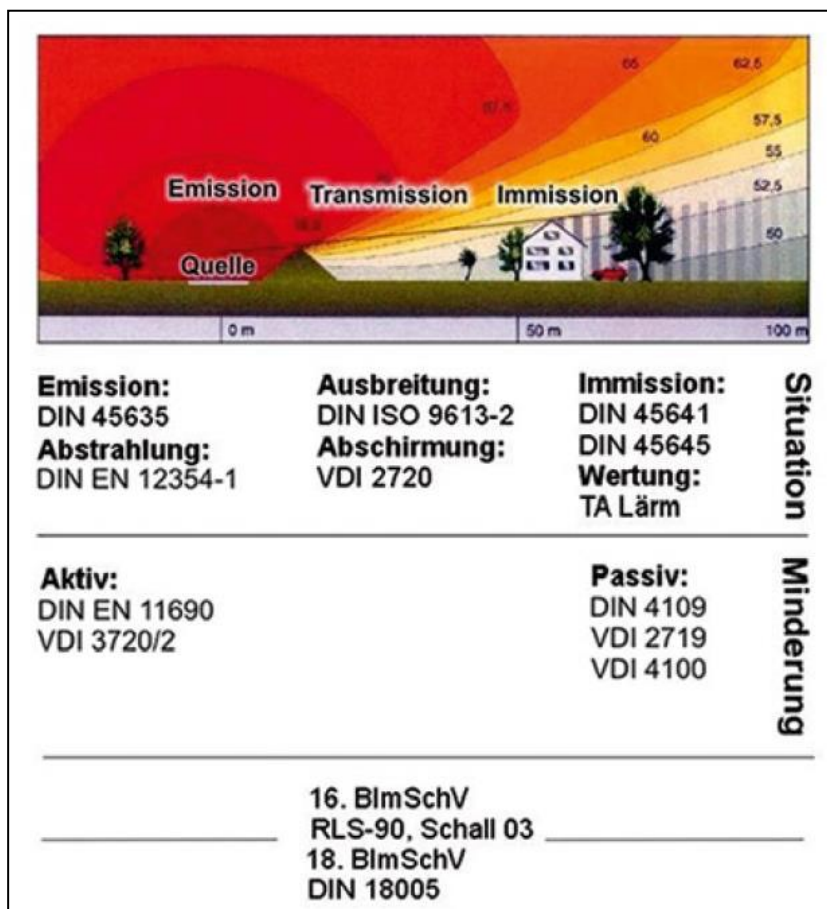 65
62,5
67,5
60
57,5
55
52,5
50
Emission Transmission Immission
Quelle
0 m
50 m
100 m
Emission:
DIN 45635
Abstrahlung:
DIN EN 12354-1
Ausbreitung:
DIN ISO 9613-2
Abschirmung:
VDI 2720
Immission:
DIN 45641
DIN 45645
Wertung:
TA Lärm
Situation
Aktiv:
DIN EN 11690
VDI 3720/2
Passiv:
DIN 4109
VDI 2719
VDI 4100
Minderung
16. BImSchV
RLS-90, Schall 03
18. BImSchV
DIN 18005